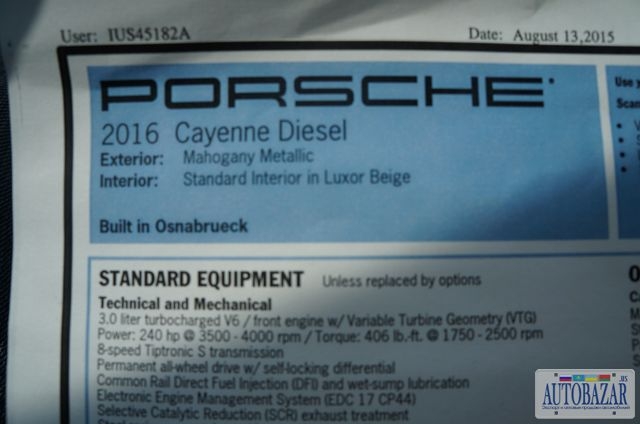 User: IUS45182A
Date: August 13,2015
PORSCHE
2016 Cayenne Diesel
Exterior: Mahogany Metallic
Interior: Standard Interior in Luxor Beige
Built in Osnabrueck
Use
Scan
STANDARD EQUIPMENT Unless replaced by options
Technical and Mechanical
3.0 liter turbocharged V6 / front engine w/ Variable Turbine Geometry (VTG)
Power: 240 hp @ 3500 - 4000 rpm / Torque: 406 lb.-ft. @ 1750 - 2500 rpm
8-speed Tiptronic S transmission
Permanent all-wheel drive w/ self-locking differential
Common Rail Direct Fuel Injection (DFI) and wet-sump lubrication
Electronic Engine Management System (EDC 17 CP44)
Selective Catalytic Reduction (SCR) exhaust treatment
AUTOBAZAR.US